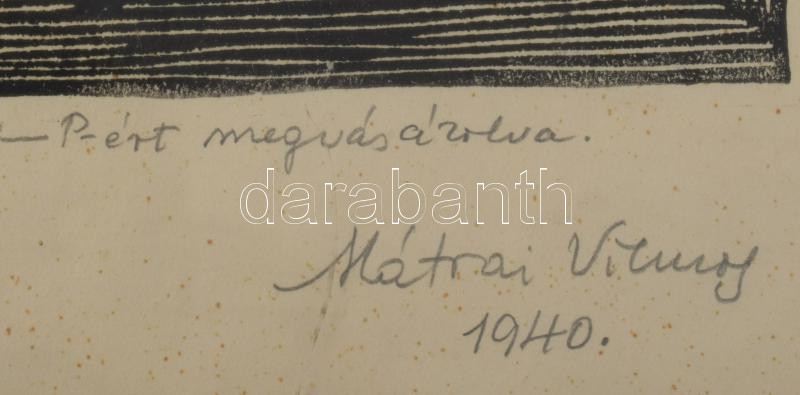 — P-ért megvásárolva.
darabanth
Mátrai Vilmos
1940.